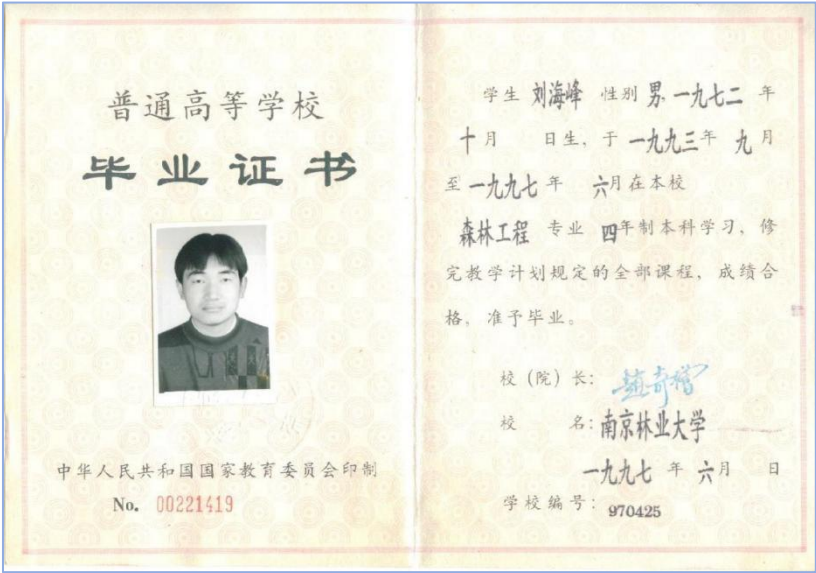 普通高等学校
毕业证书
中华人民共和国国家教育委员会印制
No. 00221419
学生 刘海峰 性别 男 一九七二 年
十月 日生，于 一九九三年 九月
至一九九七年 六月在本校
森林工程 专业 四年制本科学习，修
完教学计划规定的全部课程，成绩合
格，准予毕业。
校（院）长：
校 名：南京林业大学
一九九七 年 六月 日
学校编号：970425